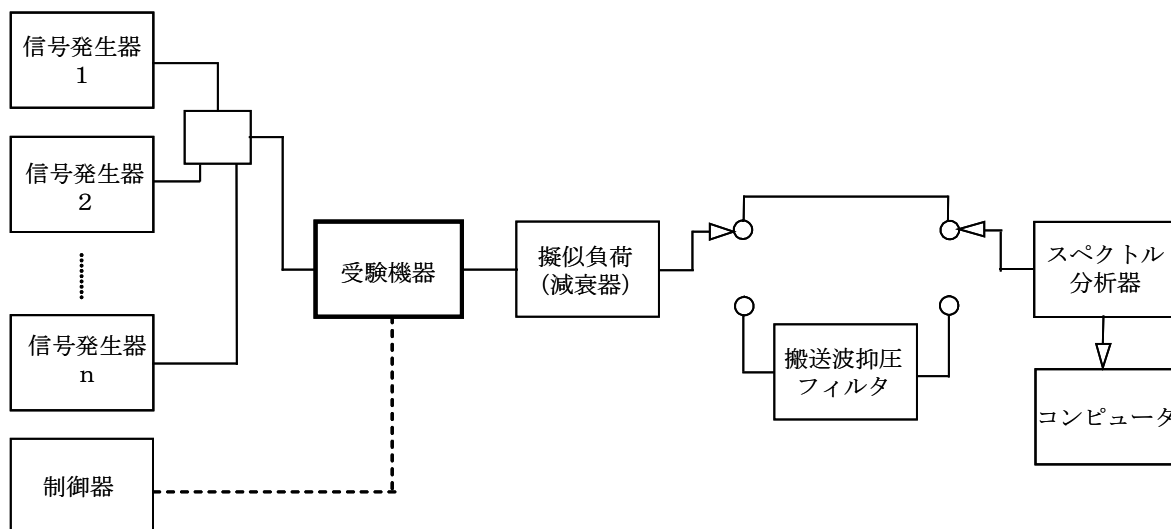 信号発生器
1
信号発生器
2
信号発生器
n
制御器
受験機器
擬似負荷
(減衰器)
搬送波抑圧
フィルタ
スペクトル
分析器
コンピュータ